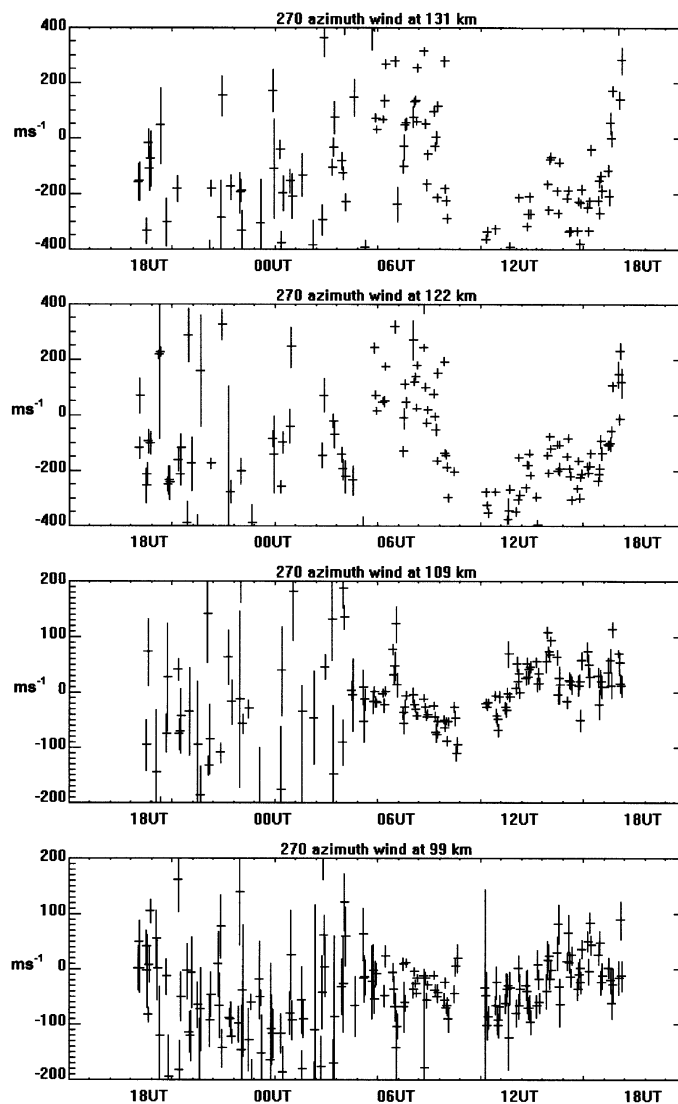 270 azimuth wind at 131 km
400
200
ms-1
0
-200
-400
18UT 00UT 06UT 12UT 18UT
270 azimuth wind at 122 km
400
200
ms-1
0
-200
-400
18UT 00UT 06UT 12UT 18UT
270 azimuth wind at 109 km
200
100
ms-1
0
-100
-200
18UT 00UT 06UT 12UT 18UT
270 azimuth wind at 99 km
200
100
ms-1
0
-100
-200
18UT 00UT 06UT 12UT 18UT